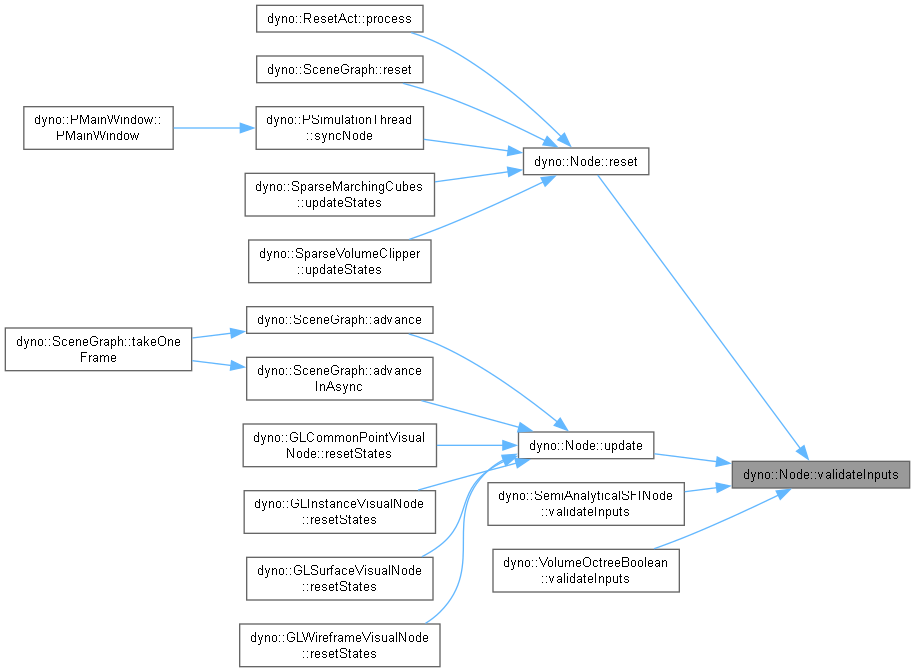 dyno::ResetAct::process
dyno::SceneGraph::reset
dyno::PMainWindow::
PMainWindow
dyno::PSimulationThread
::syncNode
dyno::Node::reset
dyno::SparseMarchingCubes
::updateStates
dyno::SparseVolumeClipper
::updateStates
dyno::SceneGraph::advance
dyno::SceneGraph::takeOne
Frame
dyno::SceneGraph::advance
InAsync
dyno::GLCommonPointVisual
Node::resetStates
dyno::Node::update
dyno::Node::validateInputs
dyno::GLInstanceVisualNode
::resetStates
dyno::SemiAnalyticalSFINode
::validateInputs
dyno::GLSurfaceVisualNode
::resetStates
dyno::VolumeOctreeBoolean
::validateInputs
dyno::GLWireframeVisualNode
::resetStates